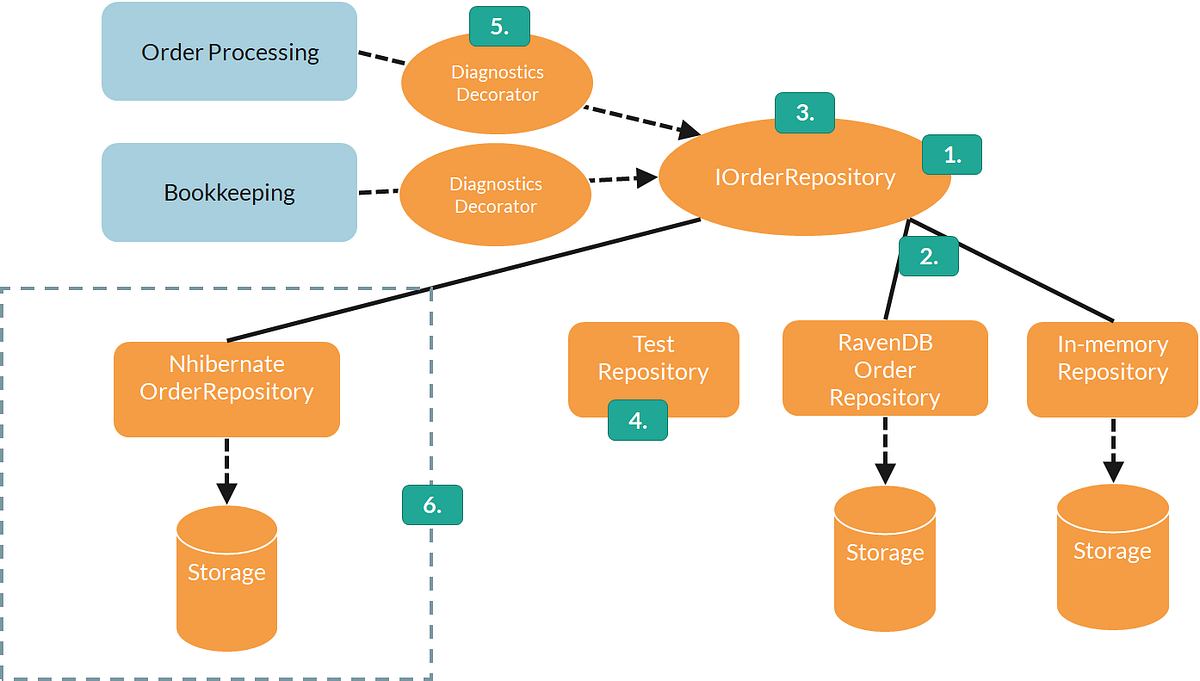 5.
Order Processing
Diagnostics
Decorator
3.
1.
IOrderRepository
Bookkeeping
Diagnostics
Decorator
2.
Nhibernate
OrderRepository
Test
Repository
RavenDB
Order
Repository
In-memory
Repository
4.
6.
Storage
Storage
Storage